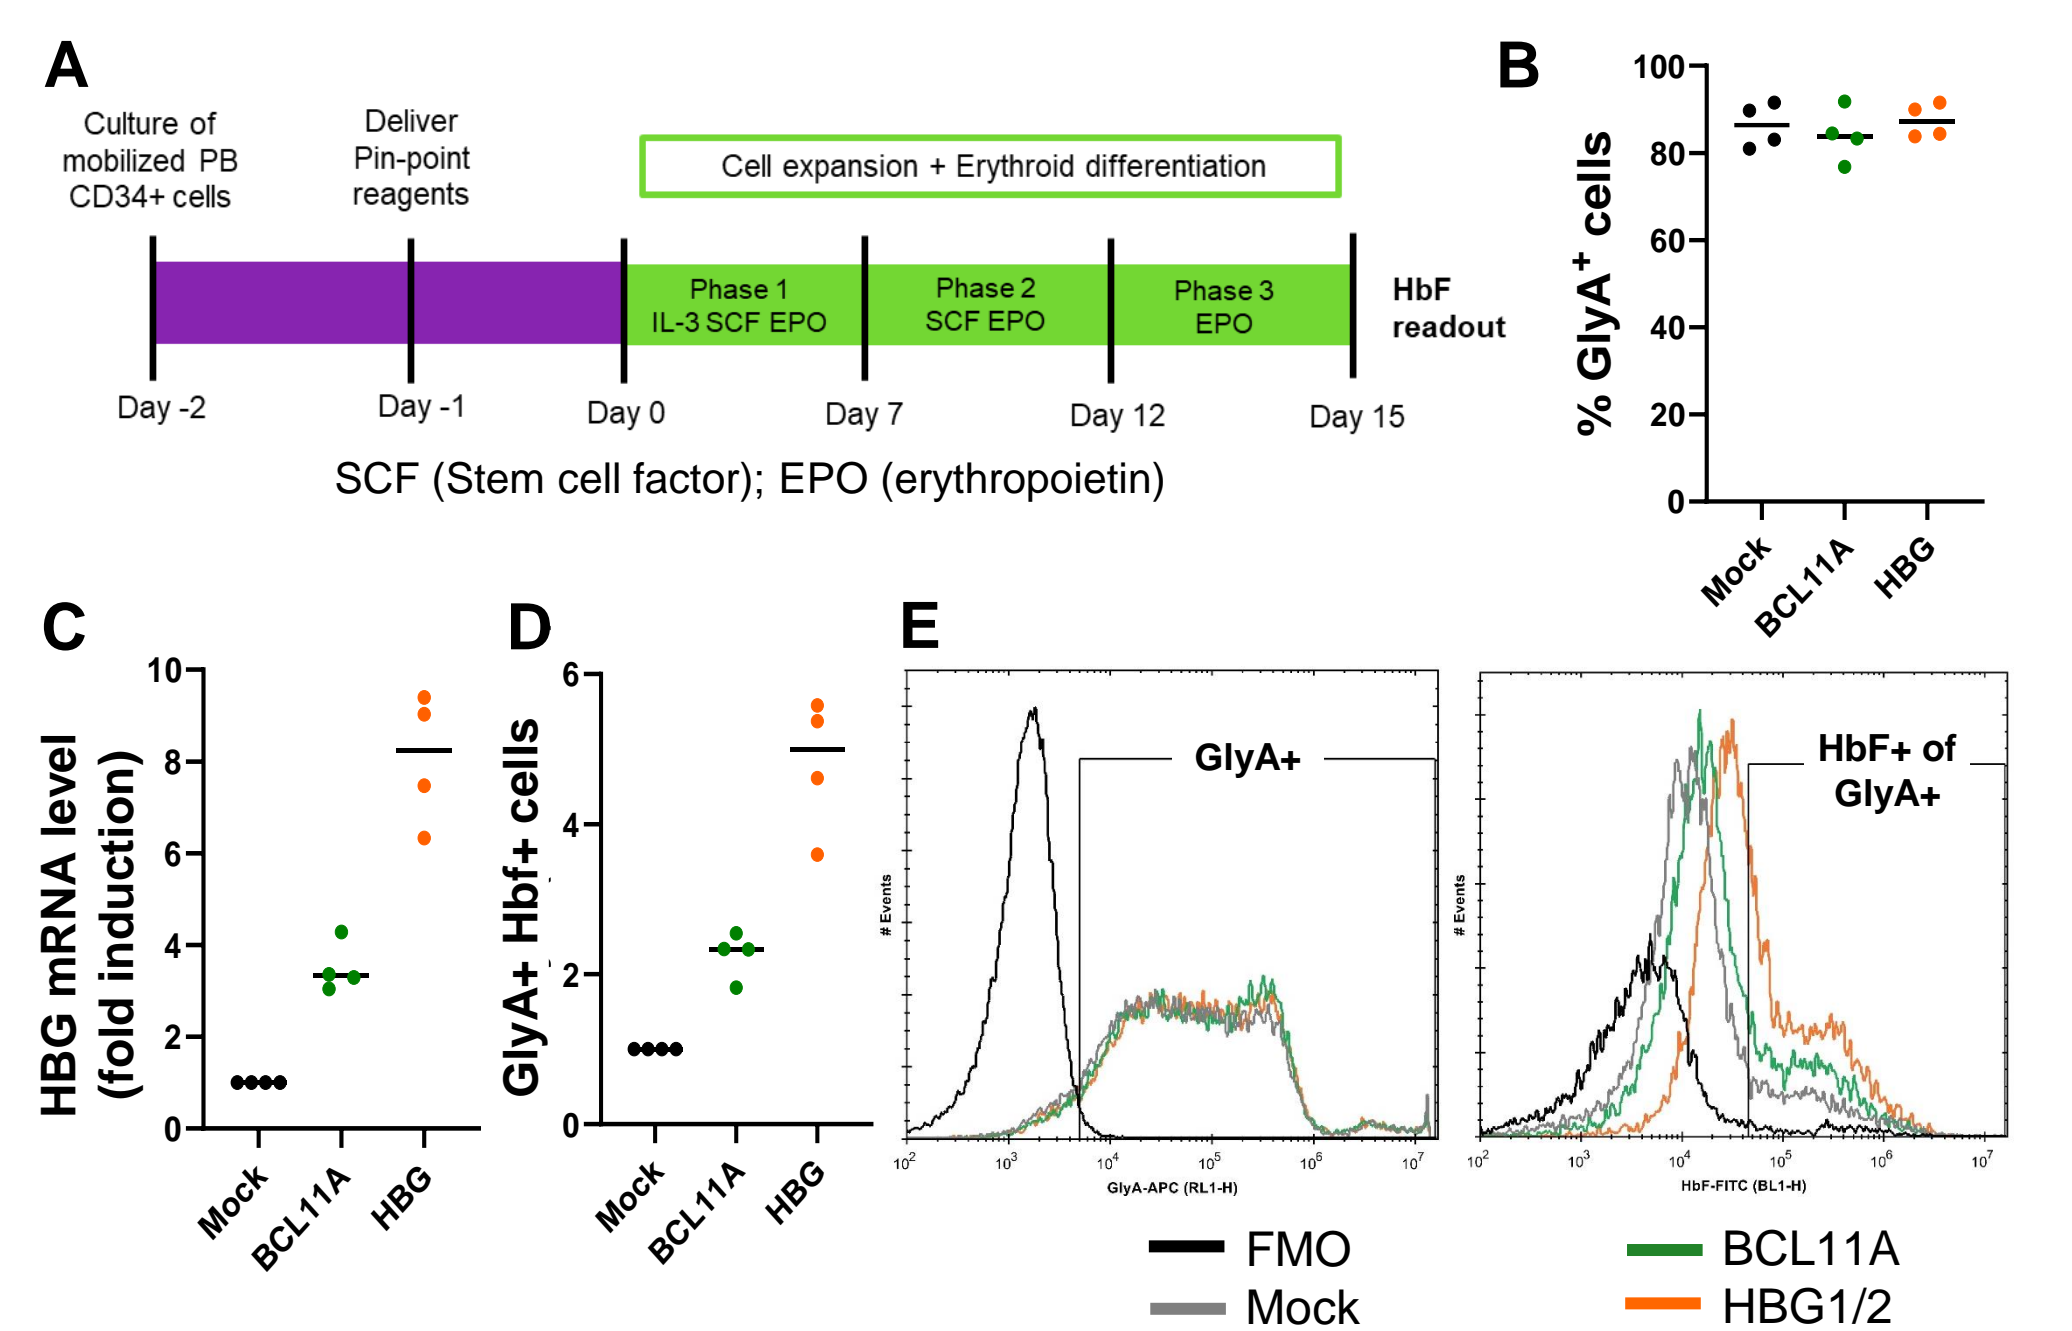 A
Culture of
mobilized PB
CD34+ cells
Deliver
Pin-point
reagents
Cell expansion + Erythroid differentiation
Phase 1
IL-3 SCF EPO
Phase 2
SCF EPO
Phase 3
EPO
HbF
readout
Day -2
Day -1
Day 0
Day 7
Day 12
Day 15
SCF (Stem cell factor); EPO (erythropoietin)
B
% GlyA+ cells
100
80
60
40
20
0
Mock
BCL11A
HBG
C
HBG mRNA level
(fold induction)
10
8
6
4
2
0
Mock
BCL11A
HBG
D
GlyA+ Hbf+ cells
6
4
2
0
Mock
BCL11A
HBG
E
# Events
GlyA+
10^2
10^3
10^4
10^5
10^6
10^7
GlyA-APC (RL1-H)
# Events
HbF+ of
GlyA+
10^2
10^3
10^4
10^5
10^6
10^7
HbF-FITC (BL1-H)
FMO
Mock
BCL11A
HBG1/2